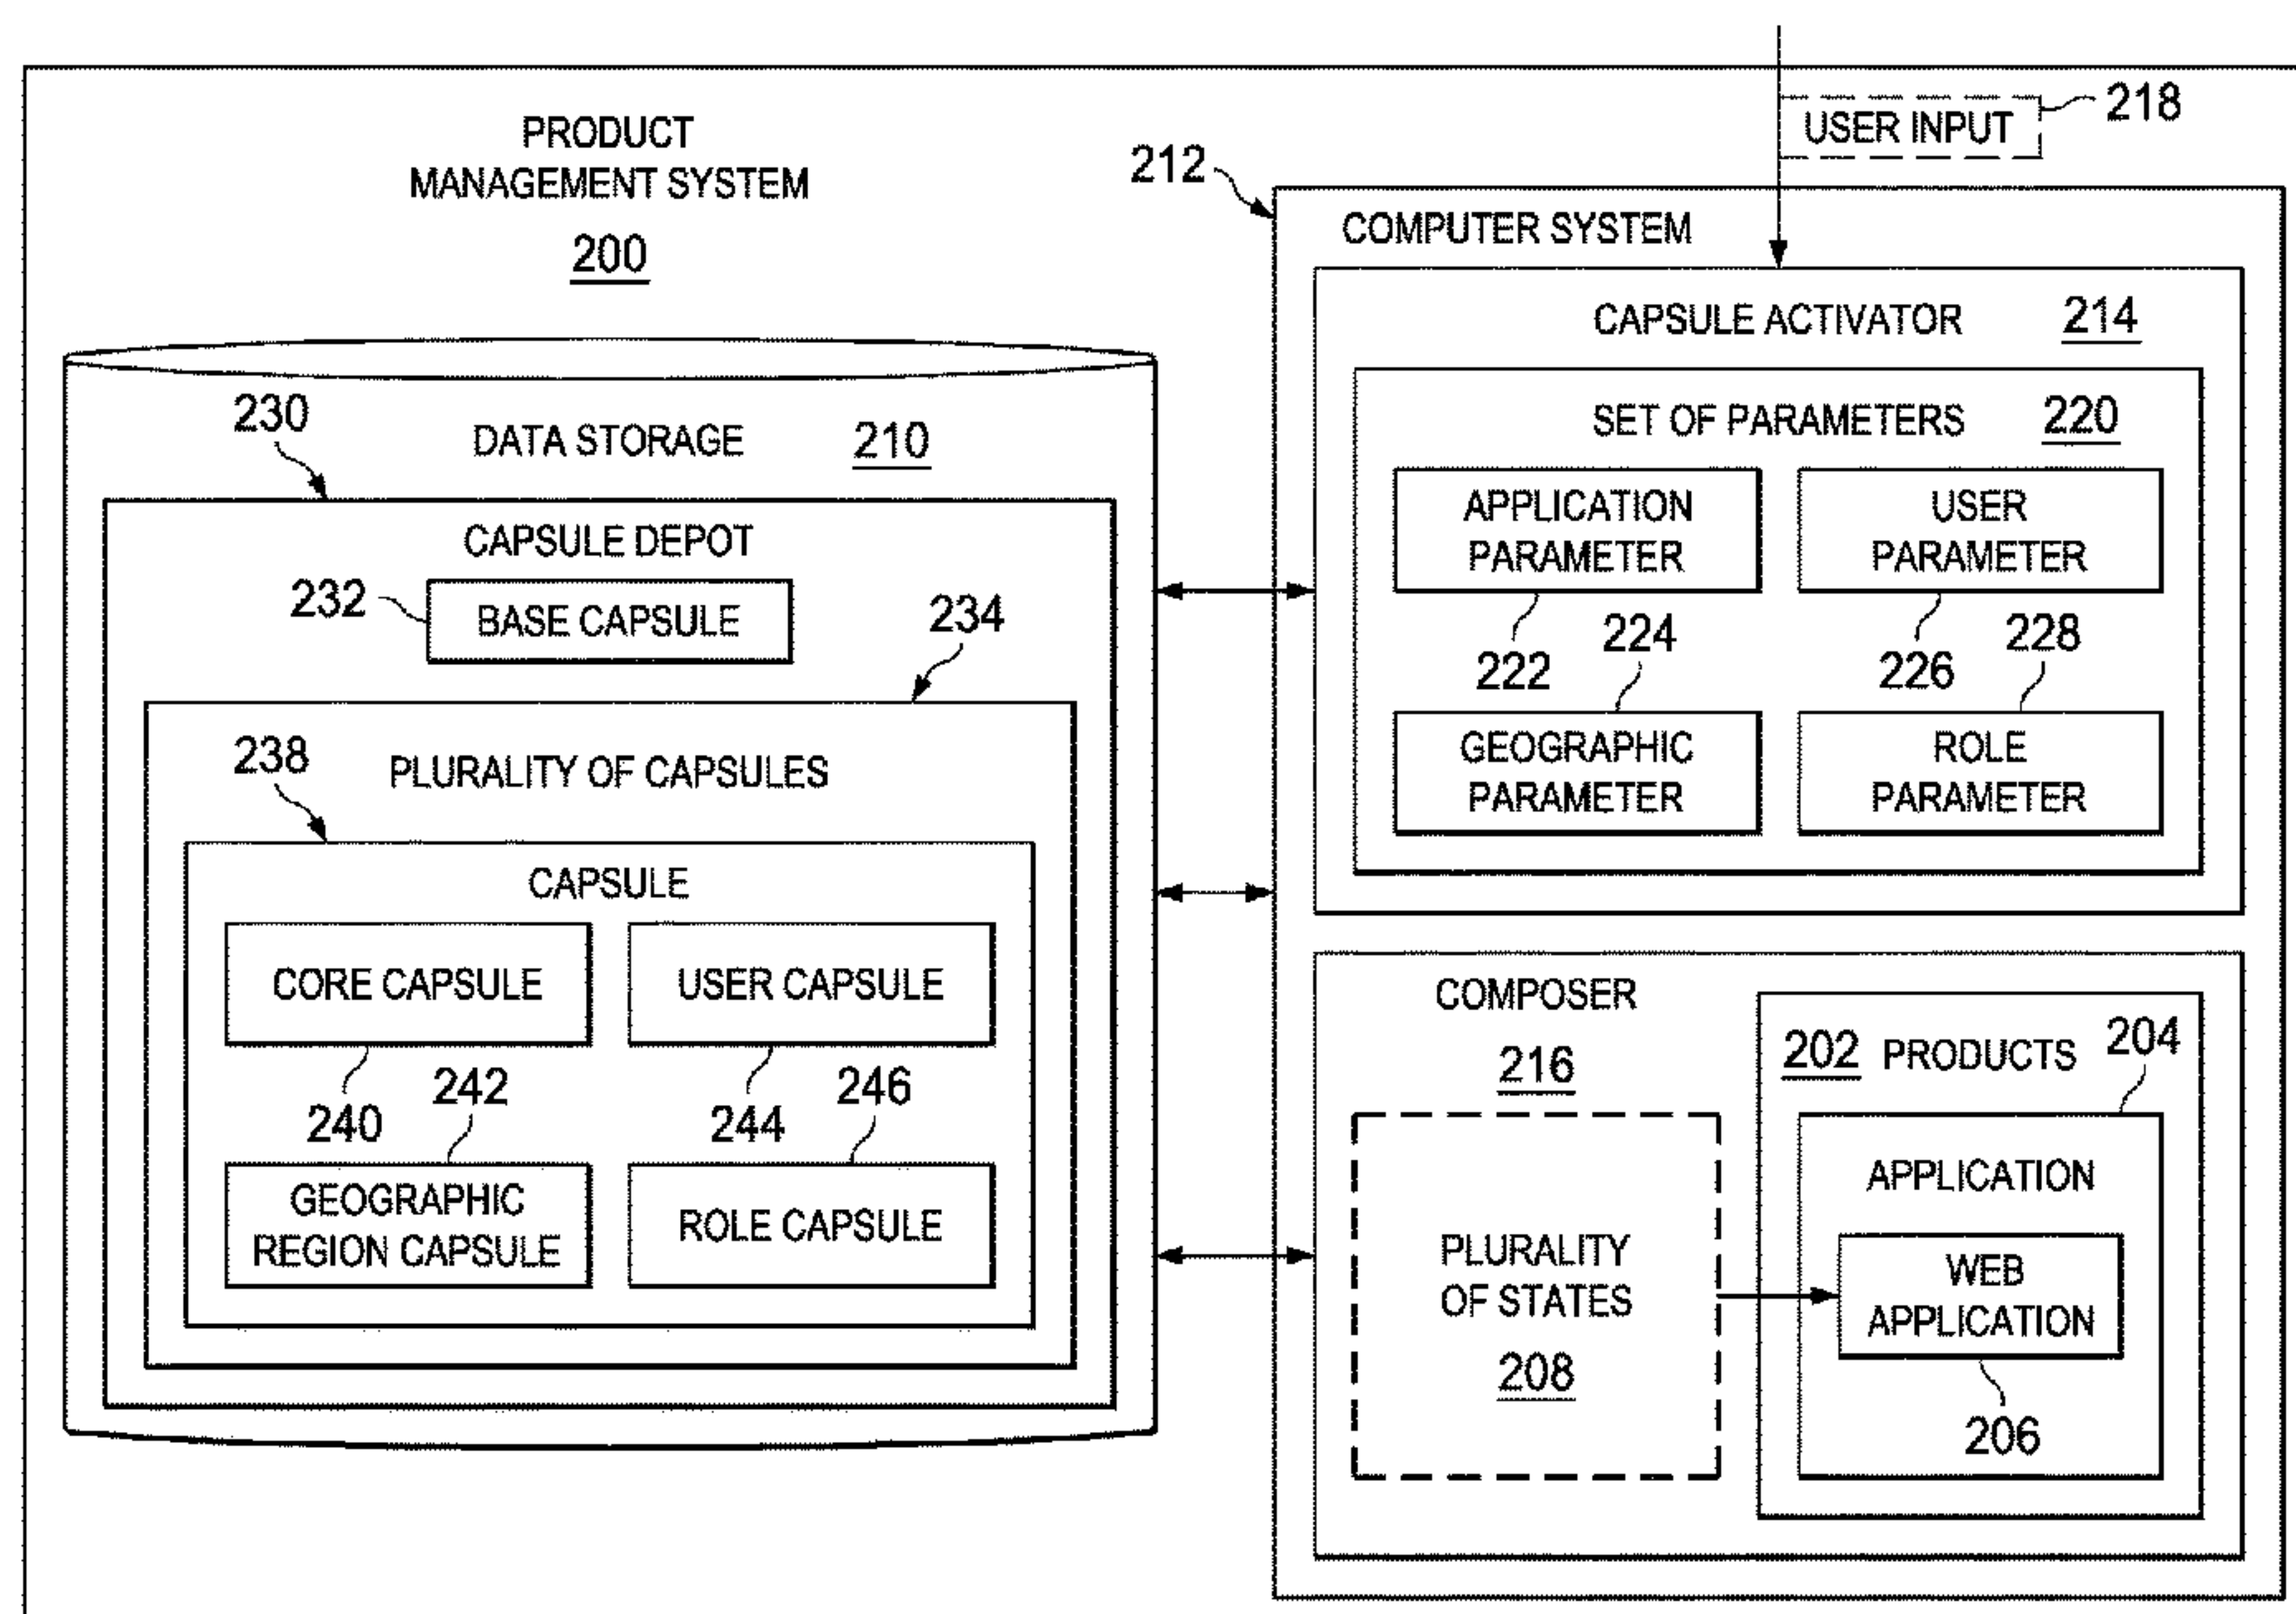 PRODUCT
MANAGEMENT SYSTEM
200
230
DATA STORAGE 210
CAPSULE DEPOT
232
BASE CAPSULE
234
238
PLURALITY OF CAPSULES
CAPSULE
CORE CAPSULE
USER CAPSULE
240
242
244
246
GEOGRAPHIC
REGION CAPSULE
ROLE CAPSULE
USER INPUT
218
212
COMPUTER SYSTEM
CAPSULE ACTIVATOR 214
SET OF PARAMETERS 220
APPLICATION
PARAMETER
USER
PARAMETER
222
224
226
228
GEOGRAPHIC
PARAMETER
ROLE
PARAMETER
COMPOSER
216
PLURALITY
OF STATES
208
202 PRODUCTS
204
APPLICATION
WEB
APPLICATION
206